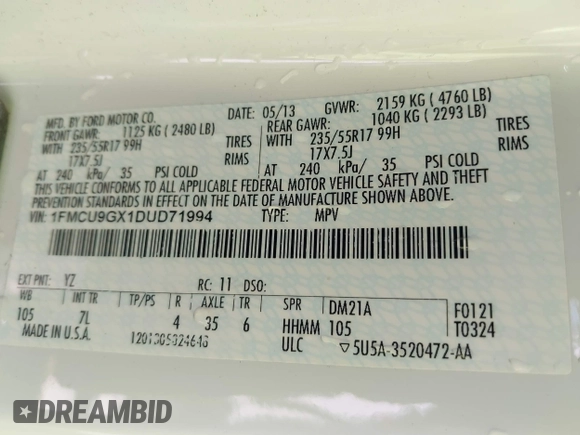 MFD. BY FORD MOTOR CO.
DATE: 05/13 GVWR: 2159 KG ( 4760 LB)
FRONT GAWR: 1125 KG ( 2480 LB) REAR GAWR: 1040 KG ( 2293 LB)
WITH 235/55R17 99H TIRES WITH 235/55R17 99H TIRES
17X7.5J RIMS 17X7.5J RIMS
AT 240 kPa/ 35 PSI COLD AT 240 kPa/ 35 PSI COLD
THIS VEHICLE CONFORMS TO ALL APPLICABLE FEDERAL MOTOR VEHICLE SAFETY AND THEFT
PREVENTION STANDARDS IN EFFECT ON THE DATE OF MANUFACTURE SHOWN ABOVE.
VIN: 1FMCU9GX1DUD71994 TYPE: MPV
EXT PNT: YZ RC: 11 DSO:
WB INT TR TP/PS R AXLE TR SPR DM21A F0121
105 7L 4 35 6 HHMM 105 T0324
MADE IN U.S.A. 1201305324646 ULC ▽5U5A-3520472-AA
DREAMBID